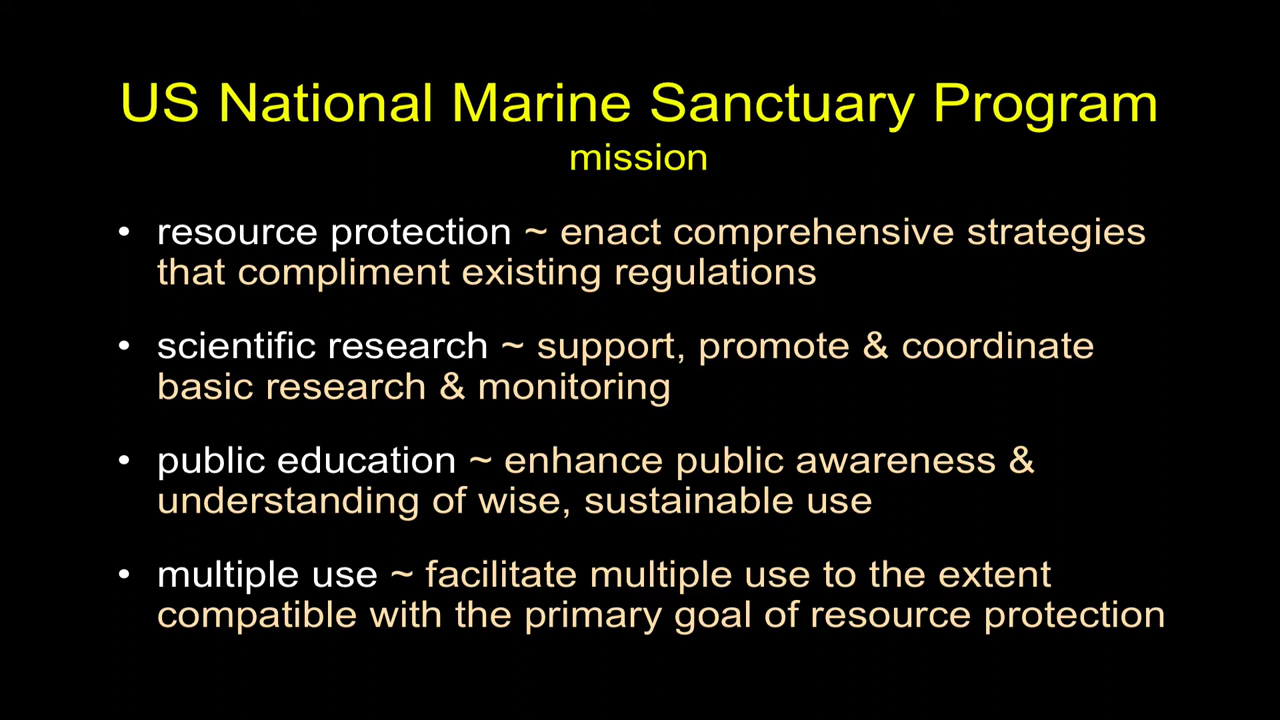 US National Marine Sanctuary Program
mission
• resource protection ~ enact comprehensive strategies
that compliment existing regulations
• scientific research ~ support, promote & coordinate
basic research & monitoring
• public education ~ enhance public awareness &
understanding of wise, sustainable use
• multiple use ~ facilitate multiple use to the extent
compatible with the primary goal of resource protection